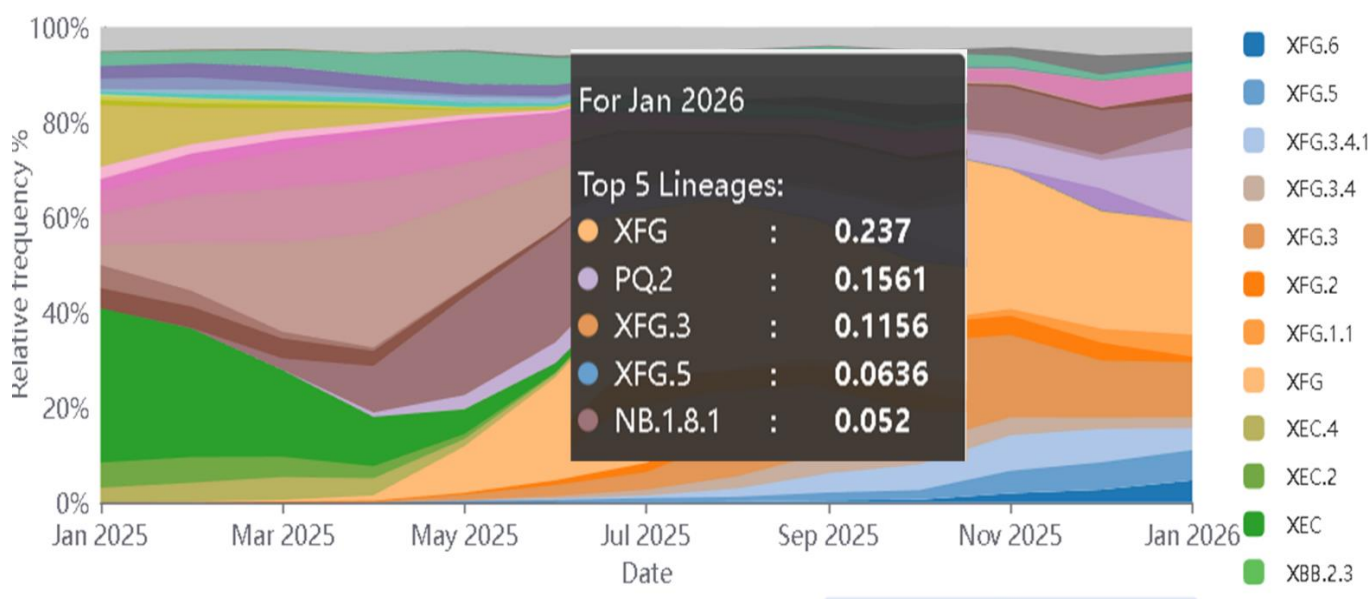 100%
80%
60%
40%
20%
0%
Relative frequency %
Jan 2025
Mar 2025
May 2025
Jul 2025
Sep 2025
Nov 2025
Jan 2026
Date
For Jan 2026
Top 5 Lineages:
XFG : 0.237
PQ.2 : 0.1561
XFG.3 : 0.1156
XFG.5 : 0.0636
NB.1.8.1 : 0.052
XFG.6
XFG.5
XFG.3.4.1
XFG.3.4
XFG.3
XFG.2
XFG.1.1
XFG
XEC.4
XEC.2
XEC
XBB.2.3